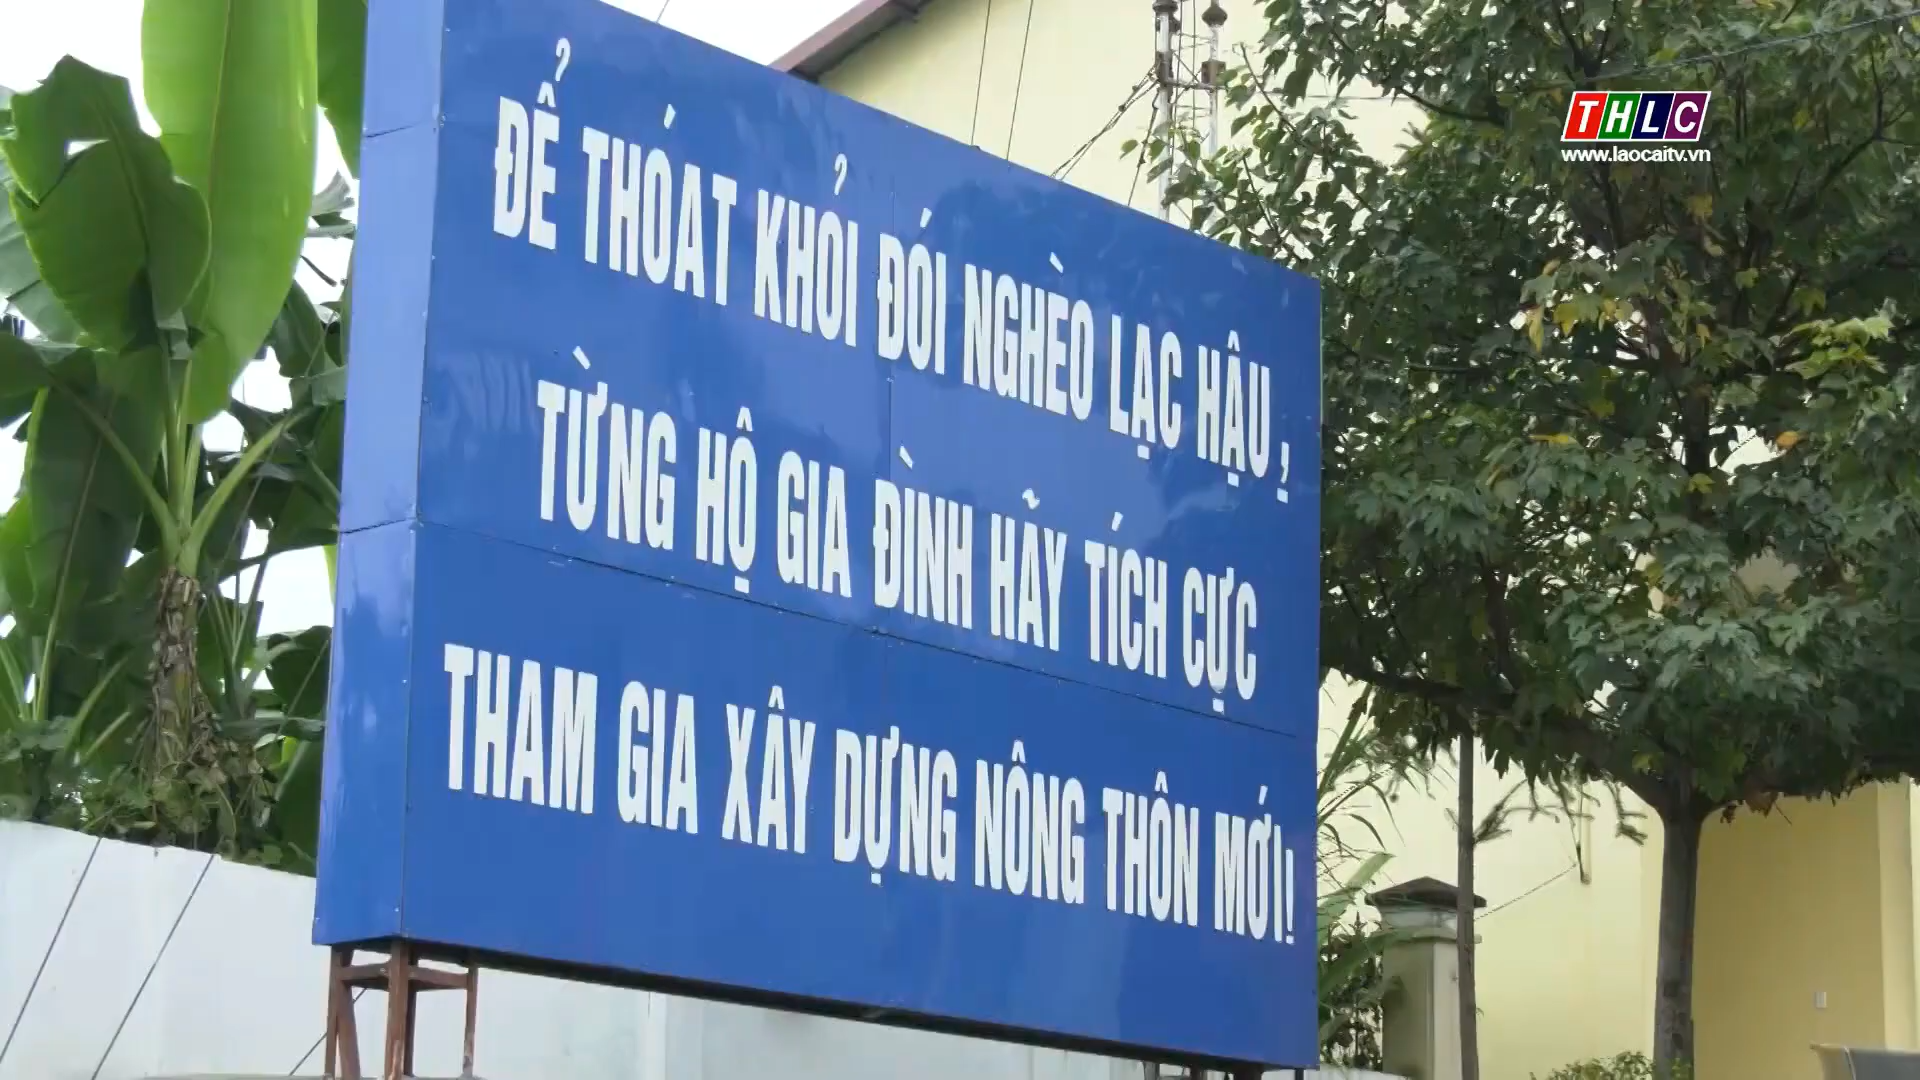 THLC
www.laocaitv.vn
ĐỂ THÓAT KHỎI ĐÓI NGHÈO LẠC HẬU,
TỪNG HỘ GIA ĐÌNH HÃY TÍCH CỰC
THAM GIA XÂY DỰNG NÔNG THÔN MỚI!